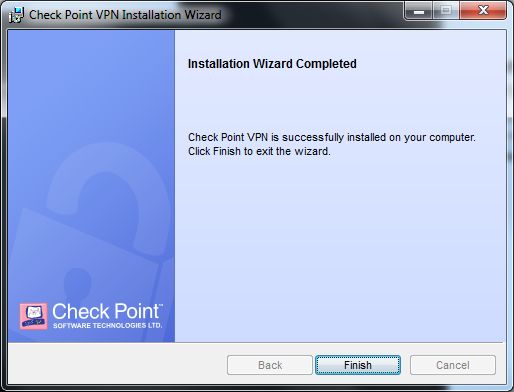 Check Point VPN Installation Wizard
Installation Wizard Completed
Check Point VPN is successfully installed on your computer.
Click Finish to exit the wizard.
Check Point™
SOFTWARE TECHNOLOGIES LTD.
Back
Finish
Cancel